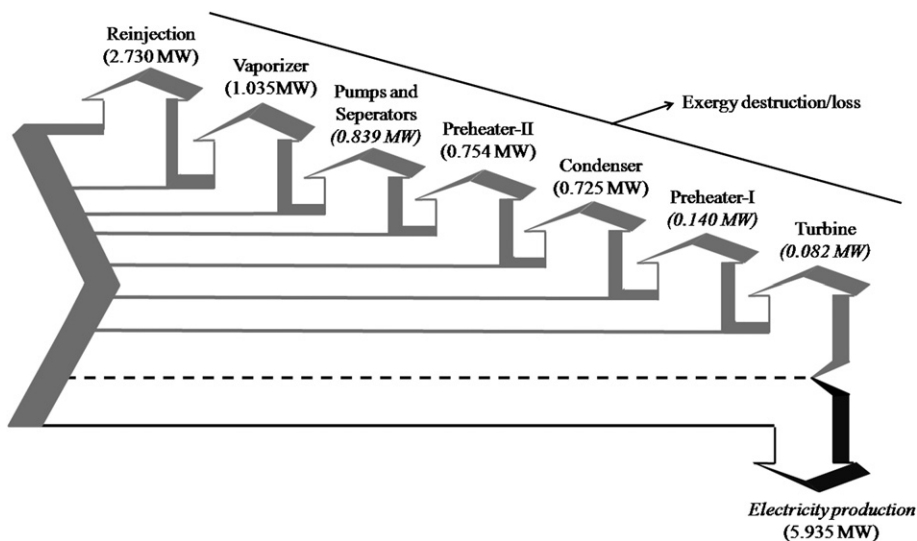 Reinjection
(2.730 MW)
Vaporizer
(1.035MW)
Pumps and
Seperators
(0.839 MW)
Preheater-II
(0.754 MW)
Condenser
(0.725 MW)
Preheater-I
(0.140 MW)
Turbine
(0.082 MW)
Exergy destruction/loss
Electricity production
(5.935 MW)